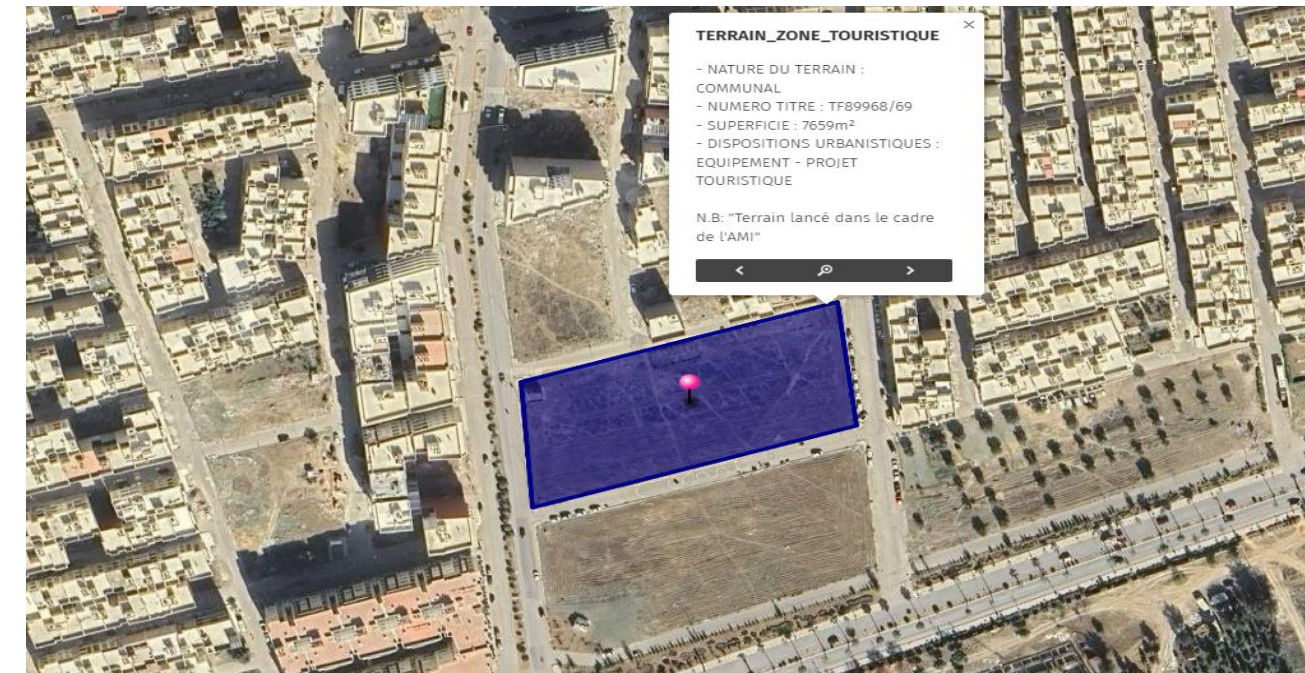 TERRAIN_ZONE_TOURISTIQUE
- NATURE DU TERRAIN :
COMMUNAL
- NUMERO TITRE : TF89968/69
- SUPERFICIE : 7659m²
- DISPOSITIONS URBANISTIQUES :
EQUIPEMENT - PROJET
TOURISTIQUE
N.B: "Terrain lancé dans le cadre
de l'AMI"